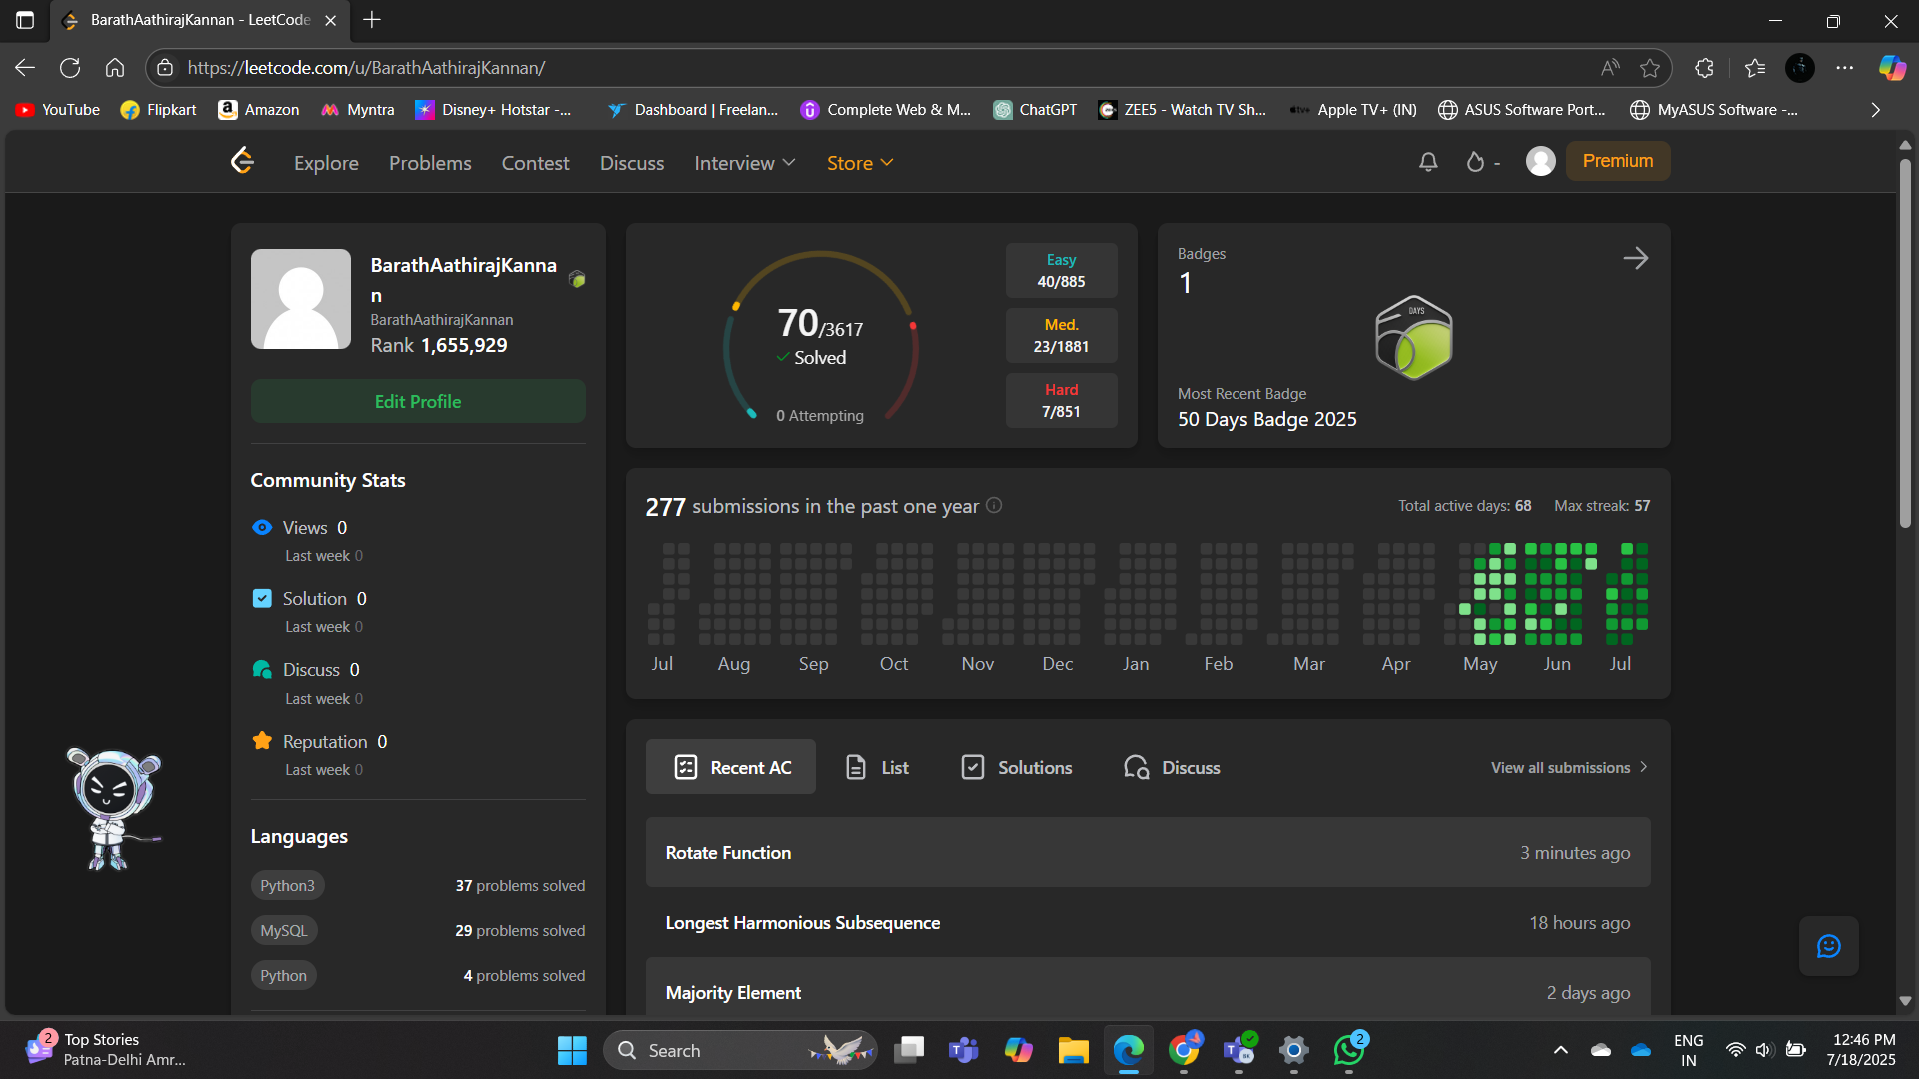 BarathAathirajKannan - LeetCode
https://leetcode.com/u/BarathAathirajKannan/
YouTube
Flipkart
Amazon
Myntra
Disney+ Hotstar -...
Dashboard | Freelan...
Complete Web & M...
ChatGPT
ZEE5 - Watch TV Sh...
Apple TV+ (IN)
ASUS Software Port...
MyASUS Software -...
Explore
Problems
Contest
Discuss
Interview
Store
-
Premium
BarathAathirajKanna
n
BarathAathirajKannan
Rank 1,655,929
Edit Profile
Community Stats
Views 0
Last week 0
Solution 0
Last week 0
Discuss 0
Last week 0
Reputation 0
Last week 0
Languages
Python3 37 problems solved
MySQL 29 problems solved
Python 4 problems solved
70/3617
Solved
0 Attempting
Easy
40/885
Med.
23/1881
Hard
7/851
Badges
1
DAYS
Most Recent Badge
50 Days Badge 2025
277 submissions in the past one year
Total active days: 68 Max streak: 57
Jul Aug Sep Oct Nov Dec Jan Feb Mar Apr May Jun Jul
Recent AC
List
Solutions
Discuss
View all submissions
Rotate Function 3 minutes ago
Longest Harmonious Subsequence 18 hours ago
Majority Element 2 days ago
2
Top Stories
Patna-Delhi Amr...
Search
2
ENG
IN
12:46 PM
7/18/2025